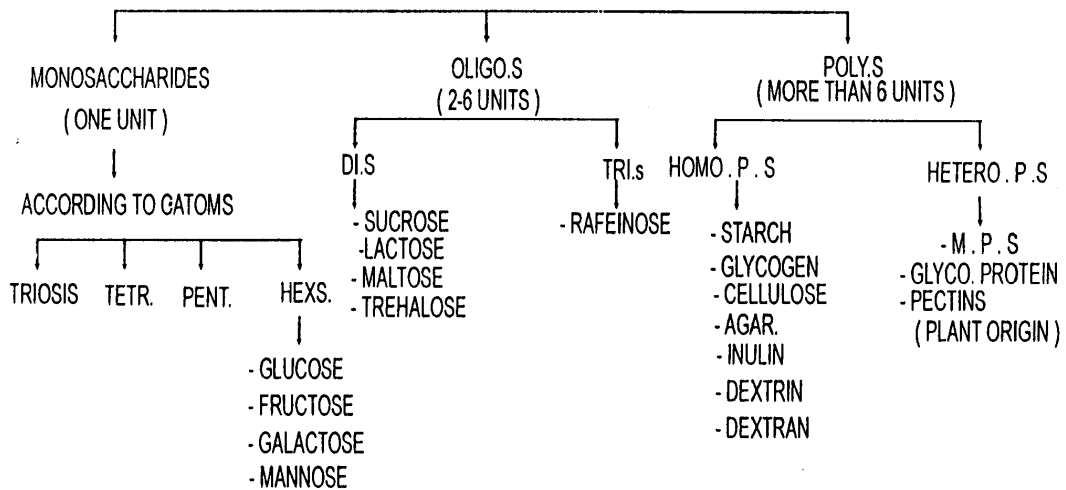 MONOSACCHARIDES
( ONE UNIT )
ACCORDING TO CATOMS
TRIOSIS
TETR.
PENT.
HEXS.
- GLUCOSE
- FRUCTOSE
- GALACTOSE
- MANNOSE
OLIGO.S
( 2-6 UNITS )
DI.S
- SUCROSE
-LACTOSE
- MALTOSE
- TREHALOSE
TRI.s
- RAFEINOSE
POLY.S
( MORE THAN 6 UNITS )
HOMO . P . S
- STARCH
- GLYCOGEN
- CELLULOSE
- AGAR.
- INULIN
- DEXTRIN
- DEXTRAN
HETERO . P .S
- M . P . S
- GLYCO. PROTEIN
- PECTINS
( PLANT ORIGIN )